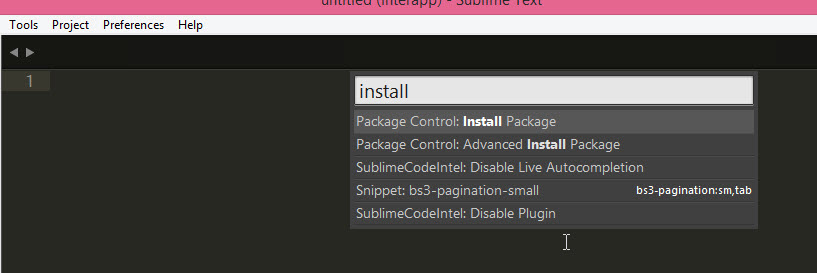 untitled (interapp) - Sublime Text
Tools Project Preferences Help
1
install
Package Control: Install Package
Package Control: Advanced Install Package
SublimeCodeIntel: Disable Live Autocompletion
Snippet: bs3-pagination-small bs3-pagination:sm,tab
SublimeCodeIntel: Disable Plugin